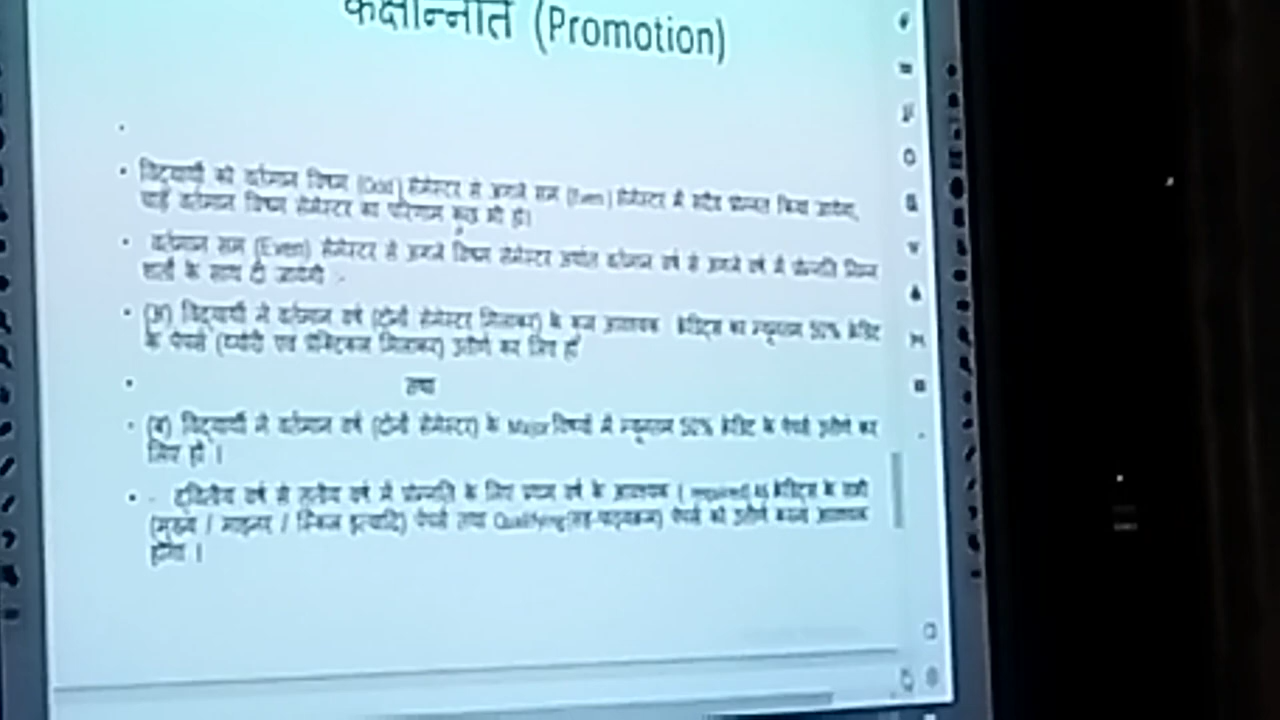 कक्षोन्नति (Promotion)
विद्यार्थी को वर्तमान विषम (Odd) सेमेस्टर से अगले सम (Even) सेमेस्टर में सदैव प्रोन्नत किया जायेगा,
चाहे वर्तमान विषम सेमेस्टर का परिणाम कुछ भी हो।
वर्तमान सम (Even) सेमेस्टर से अगले विषम सेमेस्टर अर्थात वर्तमान वर्ष से अगले वर्ष में प्रोन्नति निम्न
शर्तों के साथ दी जायेगी :-
(अ) विद्यार्थी ने वर्तमान वर्ष (दोनों सेमेस्टर मिलाकर) के कुल आवश्यक क्रेडिट्स का न्यूनतम 50% क्रेडिट
के पेपर्स (थ्योरी एवं प्रैक्टिकल मिलाकर) उत्तीर्ण कर लिए हों
तथा
(ब) विद्यार्थी ने वर्तमान वर्ष (दोनों सेमेस्टर) के Major विषयों में न्यूनतम 50% क्रेडिट के पेपर्स उत्तीर्ण कर
लिए हों ।
द्वितीय वर्ष से तृतीय वर्ष में प्रोन्नति के लिए प्रथम वर्ष के आवश्यक ( required) 46 क्रेडिट्स के सभी
(मुख्य / माइनर / स्किल इत्यादि) पेपर्स तथा Qualifying(सह-पाठ्यक्रम) पेपर्स को उत्तीर्ण करना आवश्यक
होगा ।